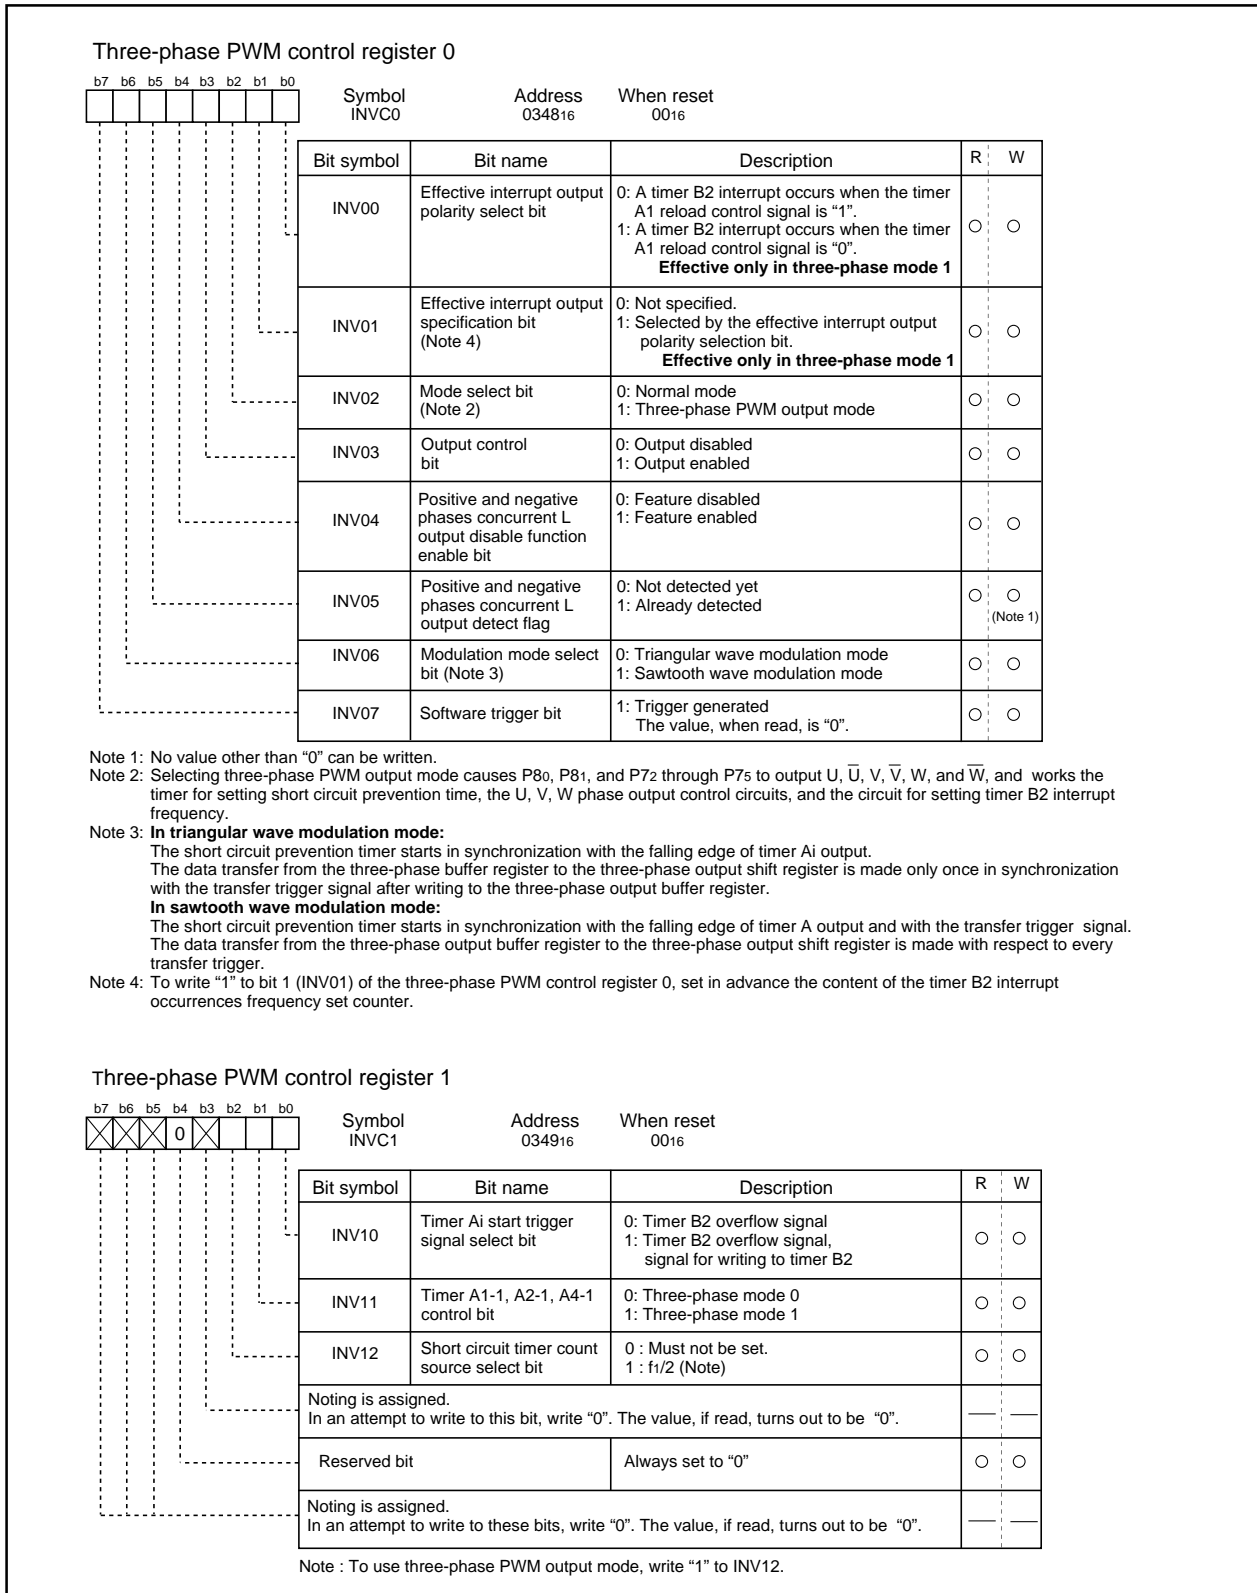 Three-phase PWM control register 0
b7 b6 b5 b4 b3 b2 b1 b0
Symbol Address When reset
INVC0 034816 0016
Bit symbol Bit name Description R W
INV00 Effective interrupt output polarity select bit 0: A timer B2 interrupt occurs when the timer
A1 reload control signal is “1”.
1: A timer B2 interrupt occurs when the timer
A1 reload control signal is “0”.
Effective only in three-phase mode 1
INV01 Effective interrupt output specification bit (Note 4) 0: Not specified.
1: Selected by the effective interrupt output
polarity selection bit.
Effective only in three-phase mode 1
INV02 Mode select bit (Note 2) 0: Normal mode
1: Three-phase PWM output mode
INV03 Output control bit 0: Output disabled
1: Output enabled
INV04 Positive and negative phases concurrent L output disable function enable bit 0: Feature disabled
1: Feature enabled
INV05 Positive and negative phases concurrent L output detect flag 0: Not detected yet
1: Already detected
(Note 1)
INV06 Modulation mode select bit (Note 3) 0: Triangular wave modulation mode
1: Sawtooth wave modulation mode
INV07 Software trigger bit 1: Trigger generated
The value, when read, is “0”.
Note 1: No value other than “0” can be written.
Note 2: Selecting three-phase PWM output mode causes P80, P81, and P72 through P75 to output U, U̅, V, V̅, W, and W̅, and works the
timer for setting short circuit prevention time, the U, V, W phase output control circuits, and the circuit for setting timer B2 interrupt
frequency.
Note 3: In triangular wave modulation mode:
The short circuit prevention timer starts in synchronization with the falling edge of timer Ai output.
The data transfer from the three-phase buffer register to the three-phase output shift register is made only once in synchronization
with the transfer trigger signal after writing to the three-phase output buffer register.
In sawtooth wave modulation mode:
The short circuit prevention timer starts in synchronization with the falling edge of timer A output and with the transfer trigger signal.
The data transfer from the three-phase output buffer register to the three-phase output shift register is made with respect to every
transfer trigger.
Note 4: To write “1” to bit 1 (INV01) of the three-phase PWM control register 0, set in advance the content of the timer B2 interrupt
occurrences frequency set counter.
Three-phase PWM control register 1
b7 b6 b5 b4 b3 b2 b1 b0
0
Symbol Address When reset
INVC1 034916 0016
Bit symbol Bit name Description R W
INV10 Timer Ai start trigger signal select bit 0: Timer B2 overflow signal
1: Timer B2 overflow signal,
signal for writing to timer B2
INV11 Timer A1-1, A2-1, A4-1 control bit 0: Three-phase mode 0
1: Three-phase mode 1
INV12 Short circuit timer count source select bit 0 : Must not be set.
1 : f1/2 (Note)
Noting is assigned.
In an attempt to write to this bit, write “0”. The value, if read, turns out to be “0”.
Reserved bit Always set to “0”
Noting is assigned.
In an attempt to write to these bits, write “0”. The value, if read, turns out to be “0”.
Note : To use three-phase PWM output mode, write “1” to INV12.